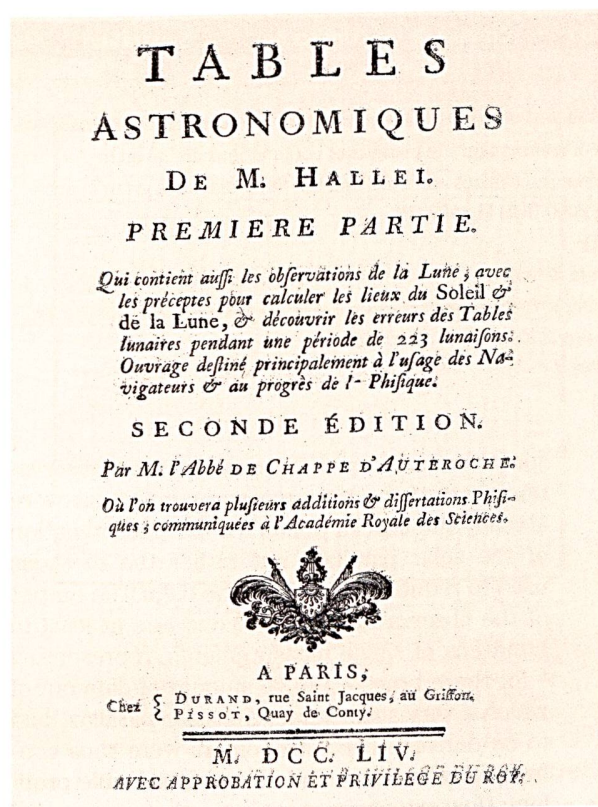 TABLES
ASTRONOMIQUES
DE M. HALLEI.
PREMIERE PARTIE.
Qui contient auſſi les obſervations de la Lune ; avec
les préceptes pour calculer les lieux du Soleil &
de la Lune, & découvrir les erreurs des Tables
lunaires pendant une période de 223 lunaiſons.
Ouvrage deſtiné principalement à l'uſage des Na-
vigateurs & au progrès de l- Phiſique.
SECONDE ÉDITION.
Par M. l'Abbé DE CHAPPE D'AUTEROCHE.
Où l'on trouvera pluſieurs additions & diſſertations Phiſi-
ques ; communiquées à l'Académie Royale des Sciences.
A PARIS,
Chez { DURAND, rue Saint Jacques, au Griffon.
PISSOT, Quay de Conty.
M. DCC. LIV.
AVEC APPROBATION ET PRIVILEGE DU ROY.